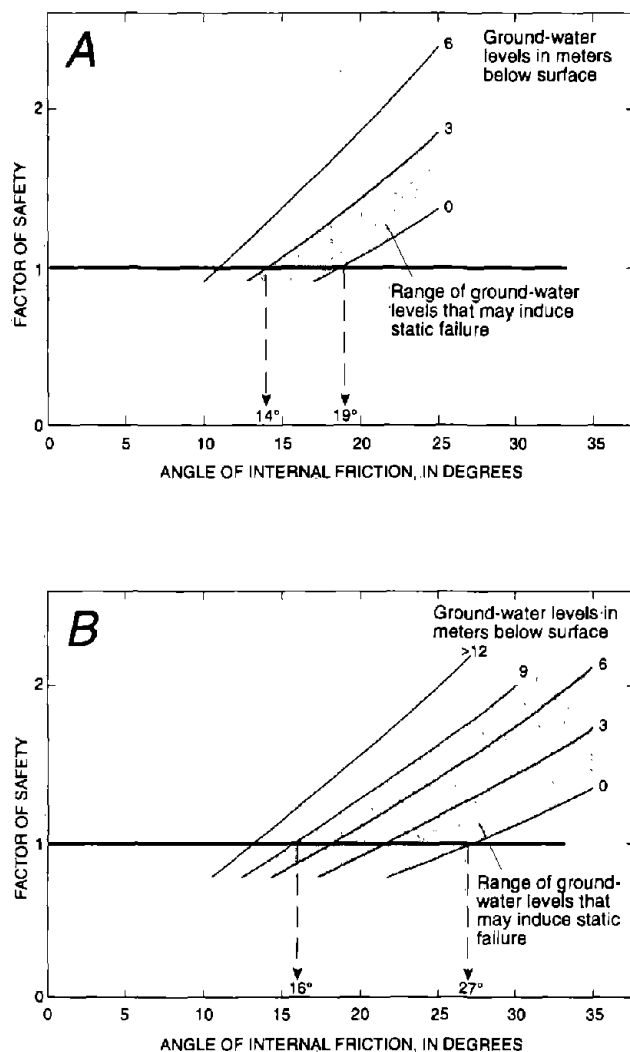 A
Ground-water
levels in meters
below surface
6
3
0
2
1
0
FACTOR OF SAFETY
Range of ground-water
levels that may induce
static failure
14°
19°
0 5 10 15 20 25 30 35
ANGLE OF INTERNAL FRICTION, IN DEGREES
B
Ground-water levels in
meters below surface
>12
9
6
3
0
2
1
0
FACTOR OF SAFETY
Range of ground-
water levels that
may induce static
failure
16°
27°
0 5 10 15 20 25 30 35
ANGLE OF INTERNAL FRICTION, IN DEGREES